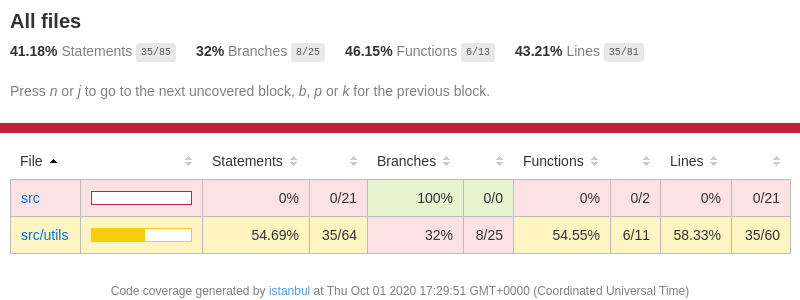 All files
41.18% Statements 35/85 32% Branches 8/25 46.15% Functions 6/13 43.21% Lines 35/81
Press n or j to go to the next uncovered block, b, p or k for the previous block.
File Statements Branches Functions Lines
src 0% 0/21 100% 0/0 0% 0/2 0% 0/21
src/utils 54.69% 35/64 32% 8/25 54.55% 6/11 58.33% 35/60
Code coverage generated by istanbul at Thu Oct 01 2020 17:29:51 GMT+0000 (Coordinated Universal Time)